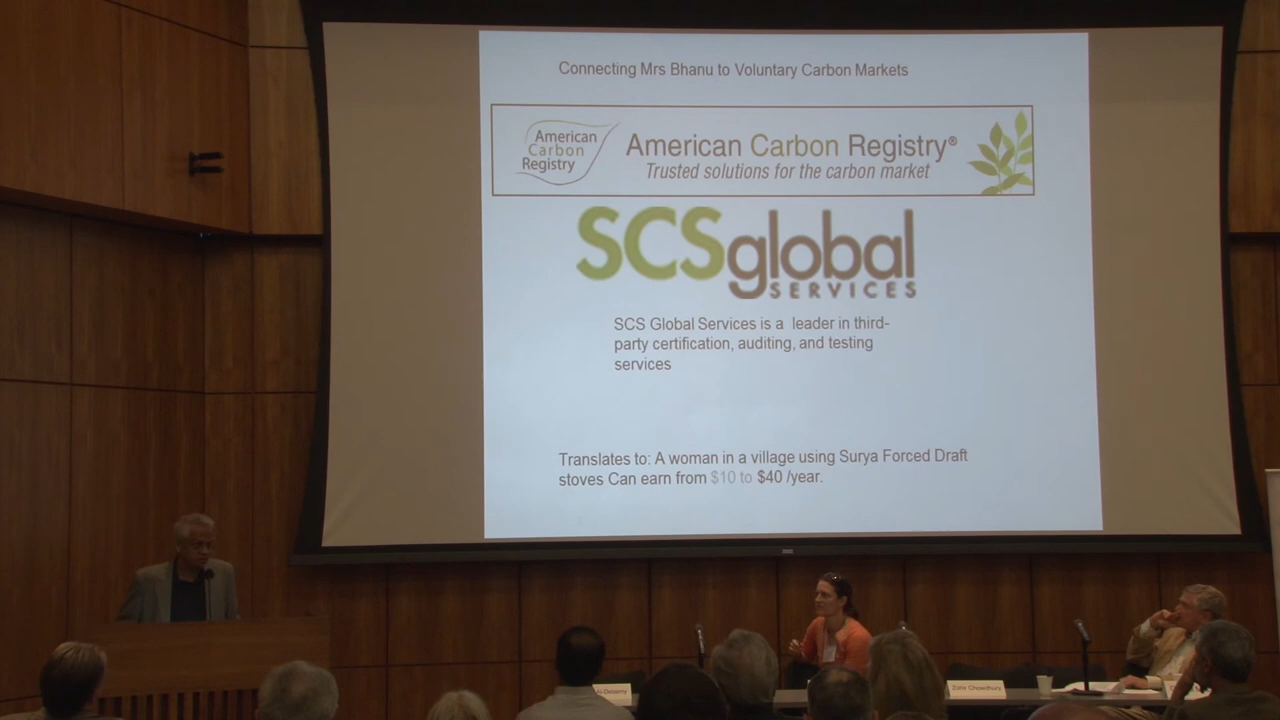 Connecting Mrs Bhanu to Voluntary Carbon Markets
American
Carbon
Registry
American Carbon Registry®
Trusted solutions for the carbon market
SCSglobal
SERVICES
SCS Global Services is a leader in third-
party certification, auditing, and testing
services
Translates to: A woman in a village using Surya Forced Draft
stoves Can earn from $10 to $40 /year.
Al-Delaimy
Zafar Chowdhury